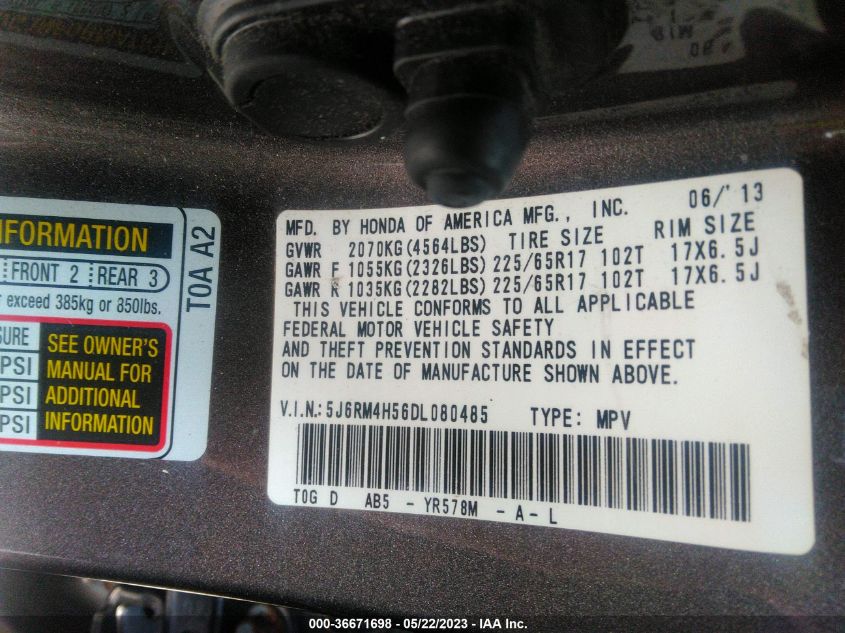 NFORMATION
FRONT 2 REAR 3
exceed 385kg or 850lbs.
SURE
PSI
PSI
PSI
SEE OWNER'S
MANUAL FOR
ADDITIONAL
INFORMATION
T0A A2
MFD. BY HONDA OF AMERICA MFG., INC. 06/'13
GVWR 2070KG(4564LBS) TIRE SIZE RIM SIZE
GAWR F 1055KG(2326LBS) 225/65R17 102T 17X6.5J
GAWR R 1035KG(2282LBS) 225/65R17 102T 17X6.5J
THIS VEHICLE CONFORMS TO ALL APPLICABLE
FEDERAL MOTOR VEHICLE SAFETY
AND THEFT PREVENTION STANDARDS IN EFFECT
ON THE DATE OF MANUFACTURE SHOWN ABOVE.
V.I.N.: 5J6RM4H56DL080485 TYPE: MPV
T0G D AB5 - YR578M - A - L
000-36671698 - 05/22/2023 - IAA Inc.